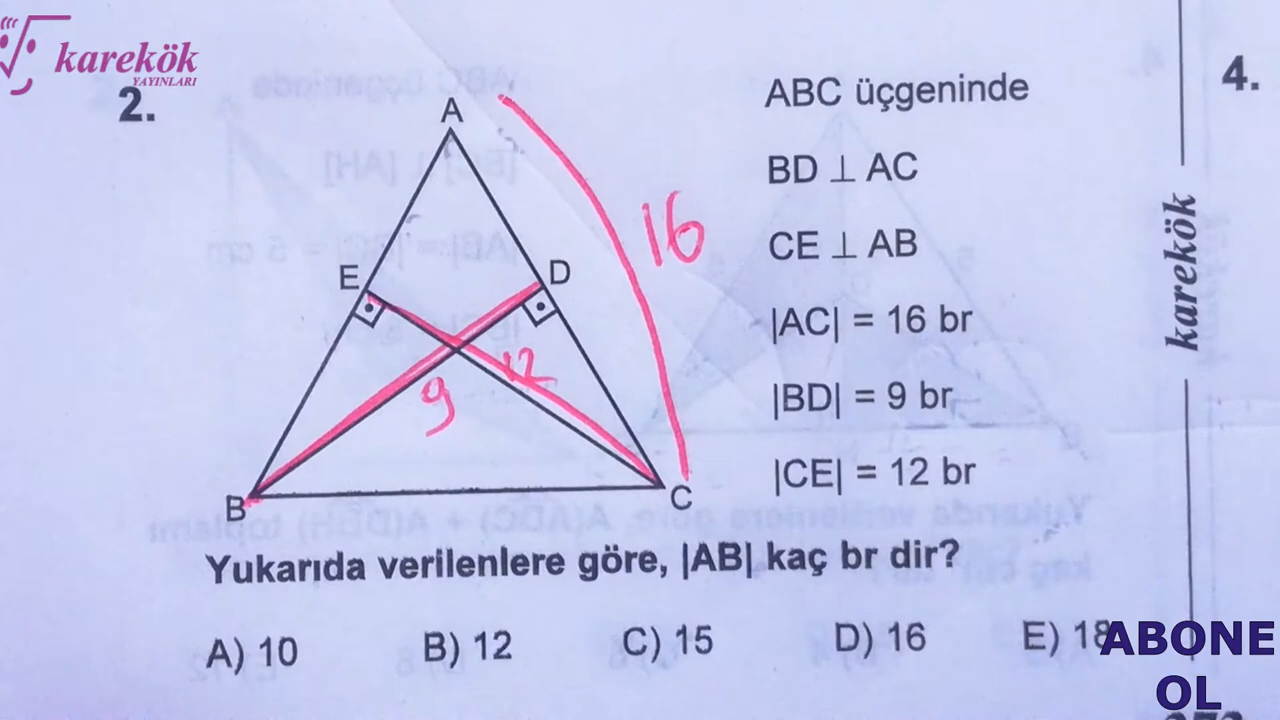 karekök
YAYINLARI
2.
A
E
D
B
C
16
9
12
ABC üçgeninde
BD ⊥ AC
CE ⊥ AB
|AC| = 16 br
|BD| = 9 br
|CE| = 12 br
Yukarıda verilenlere göre, |AB| kaç br dir?
A) 10 B) 12 C) 15 D) 16 E) 18
karekök
4.
ABONE
OL